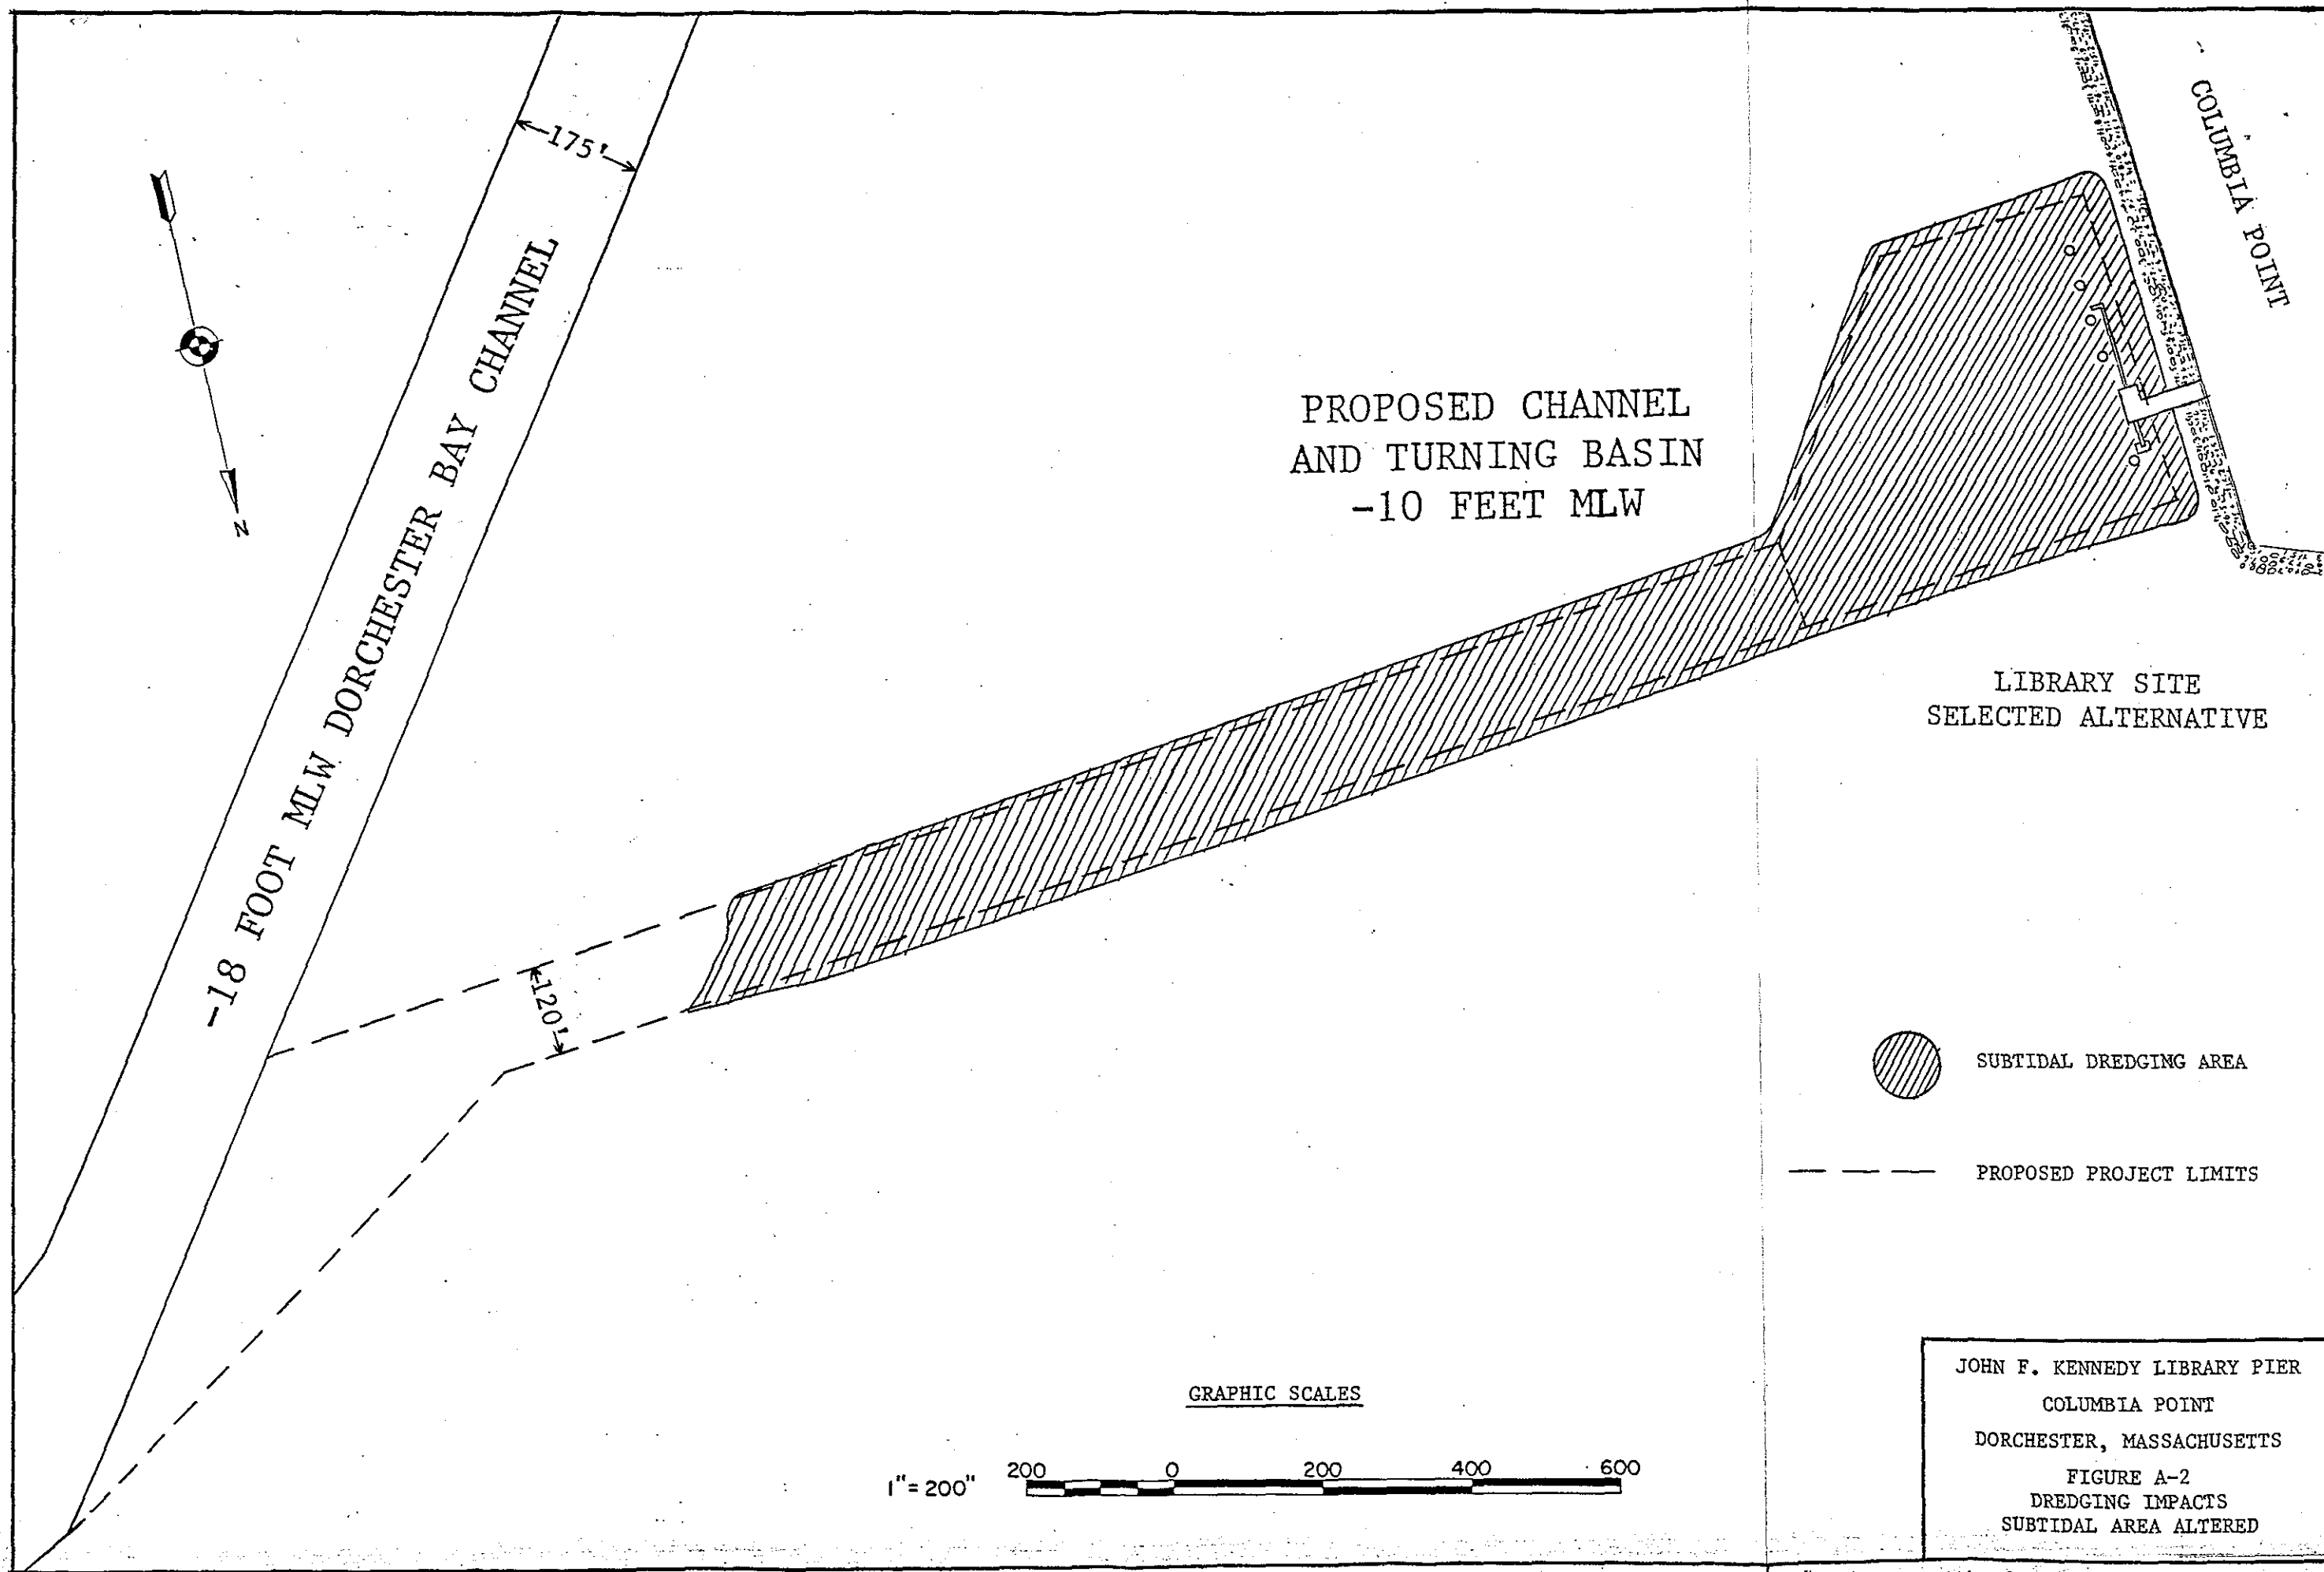 175'
N
-18 FOOT MLW DORCHESTER BAY CHANNEL
COLUMBIA POINT
PROPOSED CHANNEL
AND TURNING BASIN
-10 FEET MLW
LIBRARY SITE
SELECTED ALTERNATIVE
120'
SUBTIDAL DREDGING AREA
PROPOSED PROJECT LIMITS
GRAPHIC SCALES
1"=200"
200 0 200 400 600
JOHN F. KENNEDY LIBRARY PIER
COLUMBIA POINT
DORCHESTER, MASSACHUSETTS
FIGURE A-2
DREDGING IMPACTS
SUBTIDAL AREA ALTERED